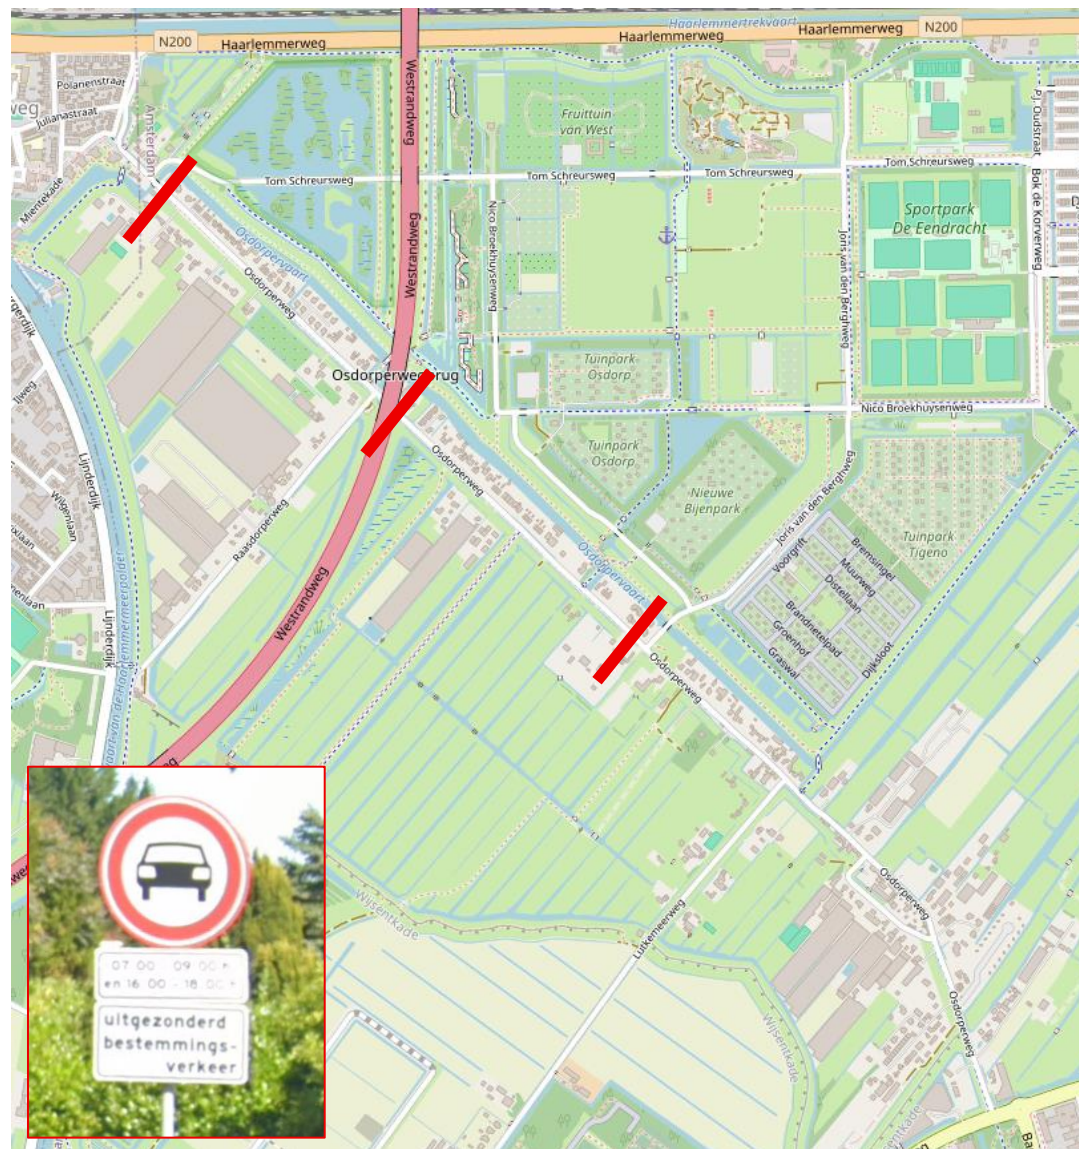 Haarlemmertrekvaart
N200
Haarlemmerweg
Haarlemmerweg
Haarlemmerweg
N200
Polanenstraat
weg
Julianastraat
Amsterdam
Westrandweg
Fruittuin
van West
P.J. Oudstraat
Tom Schreursweg
Tom Schreursweg
Tom Schreursweg
Tom Schreursweg
Bok de Korverweg
Mientekade
Nico Broekhuysenweg
Sportpark
De Eendracht
Westrandweg
Osdorpervaart
Osdorperweg
Joris van den Berghweg
Ijweg
Tuinpark
Osdorp
Nico Broekhuysenweg
Tuinpark
Osdorp
Osdorperweg
Lijnderdijk
Wilgenlaan
Raasdorperweg
Nieuwe
Bijenpark
Joris van den Berghweg
Tuinpark
Tigeno
Voorgrift
Bremsingel
Muurweg
Distellaan
Osdorpervaart
Westrandweg
Brandnetelpad
Groenhof
Graswal
Dijksloot
Lijnderdijk
Osdorperweg
Osdorperweg
Wijsentkade
Lutkemeerweg
Wijsentkade
Osdorperweg
07.00 09.00 h
en 16.00 - 18.00 h
uitgezonderd
bestemmings-
verkeer